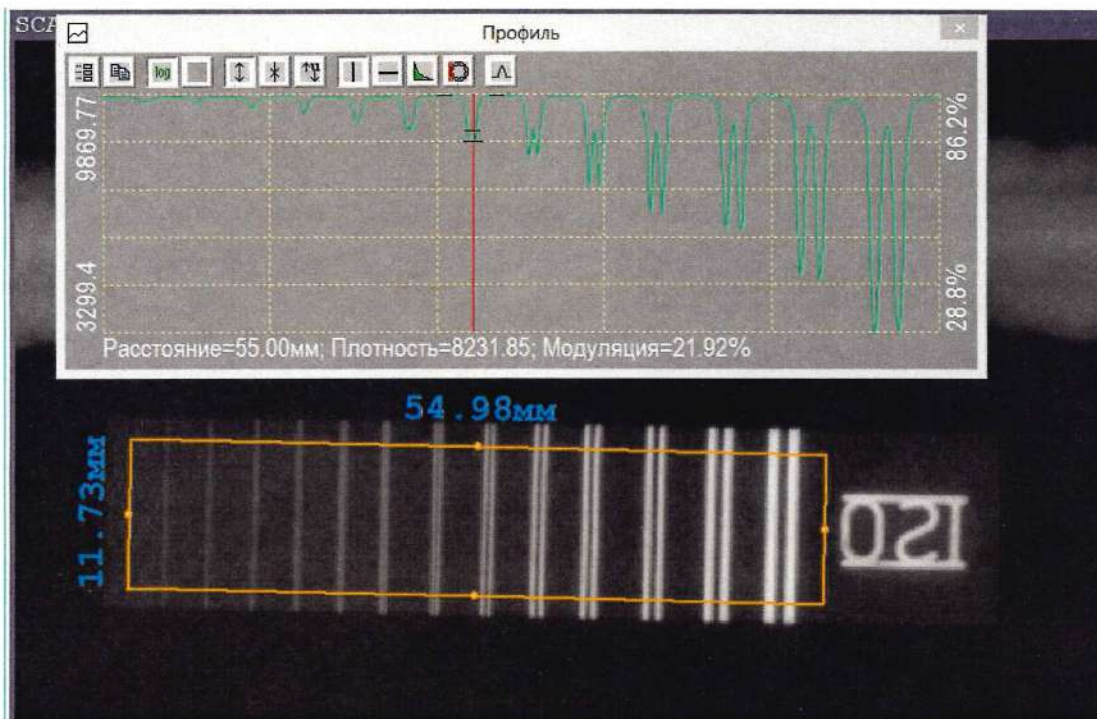 SCA
Профиль
log
9869.77
86.2%
3299.4
28.8%
Расстояние=55.00мм; Плотность=8231.85; Модуляция=21.92%
54.98мм
11.73мм
ISO